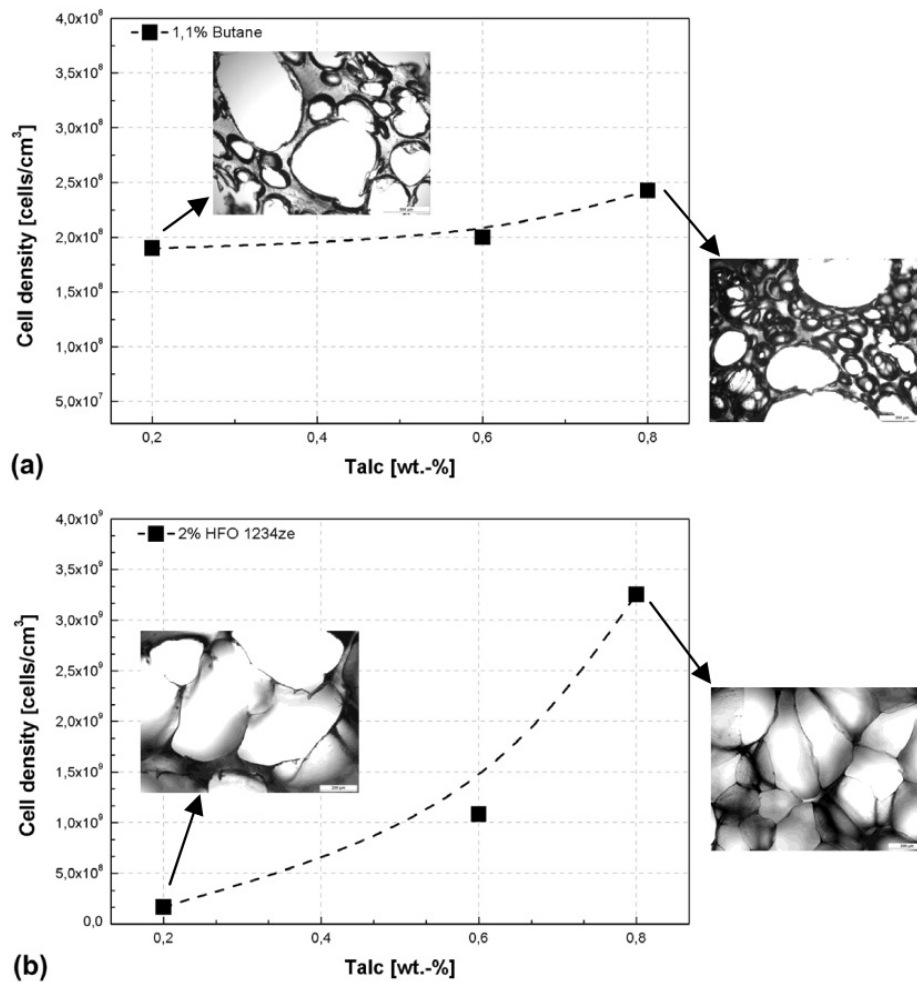 4,0x10⁸
1,1% Butane
3,5x10⁸
3,0x10⁸
2,5x10⁸
2,0x10⁸
1,5x10⁸
1,0x10⁸
5,0x10⁷
Cell density [cells/cm³]
0,2 0,4 0,6 0,8
Talc [wt.-%]
(a)
4,0x10⁹
2% HFO 1234ze
3,5x10⁹
3,0x10⁹
2,5x10⁹
2,0x10⁹
1,5x10⁹
1,0x10⁹
5,0x10⁸
0,0
Cell density [cells/cm³]
0,2 0,4 0,6 0,8
Talc [wt.-%]
(b)